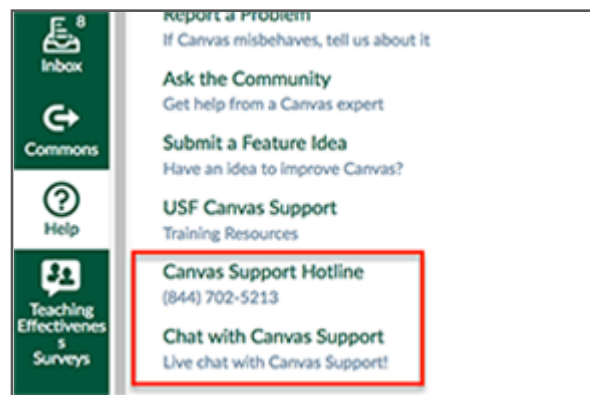 8
Inbox
Commons
Help
Teaching
Effectivenes
s
Surveys
Report a Problem
If Canvas misbehaves, tell us about it
Ask the Community
Get help from a Canvas expert
Submit a Feature Idea
Have an idea to improve Canvas?
USF Canvas Support
Training Resources
Canvas Support Hotline
(844) 702-5213
Chat with Canvas Support
Live chat with Canvas Support!